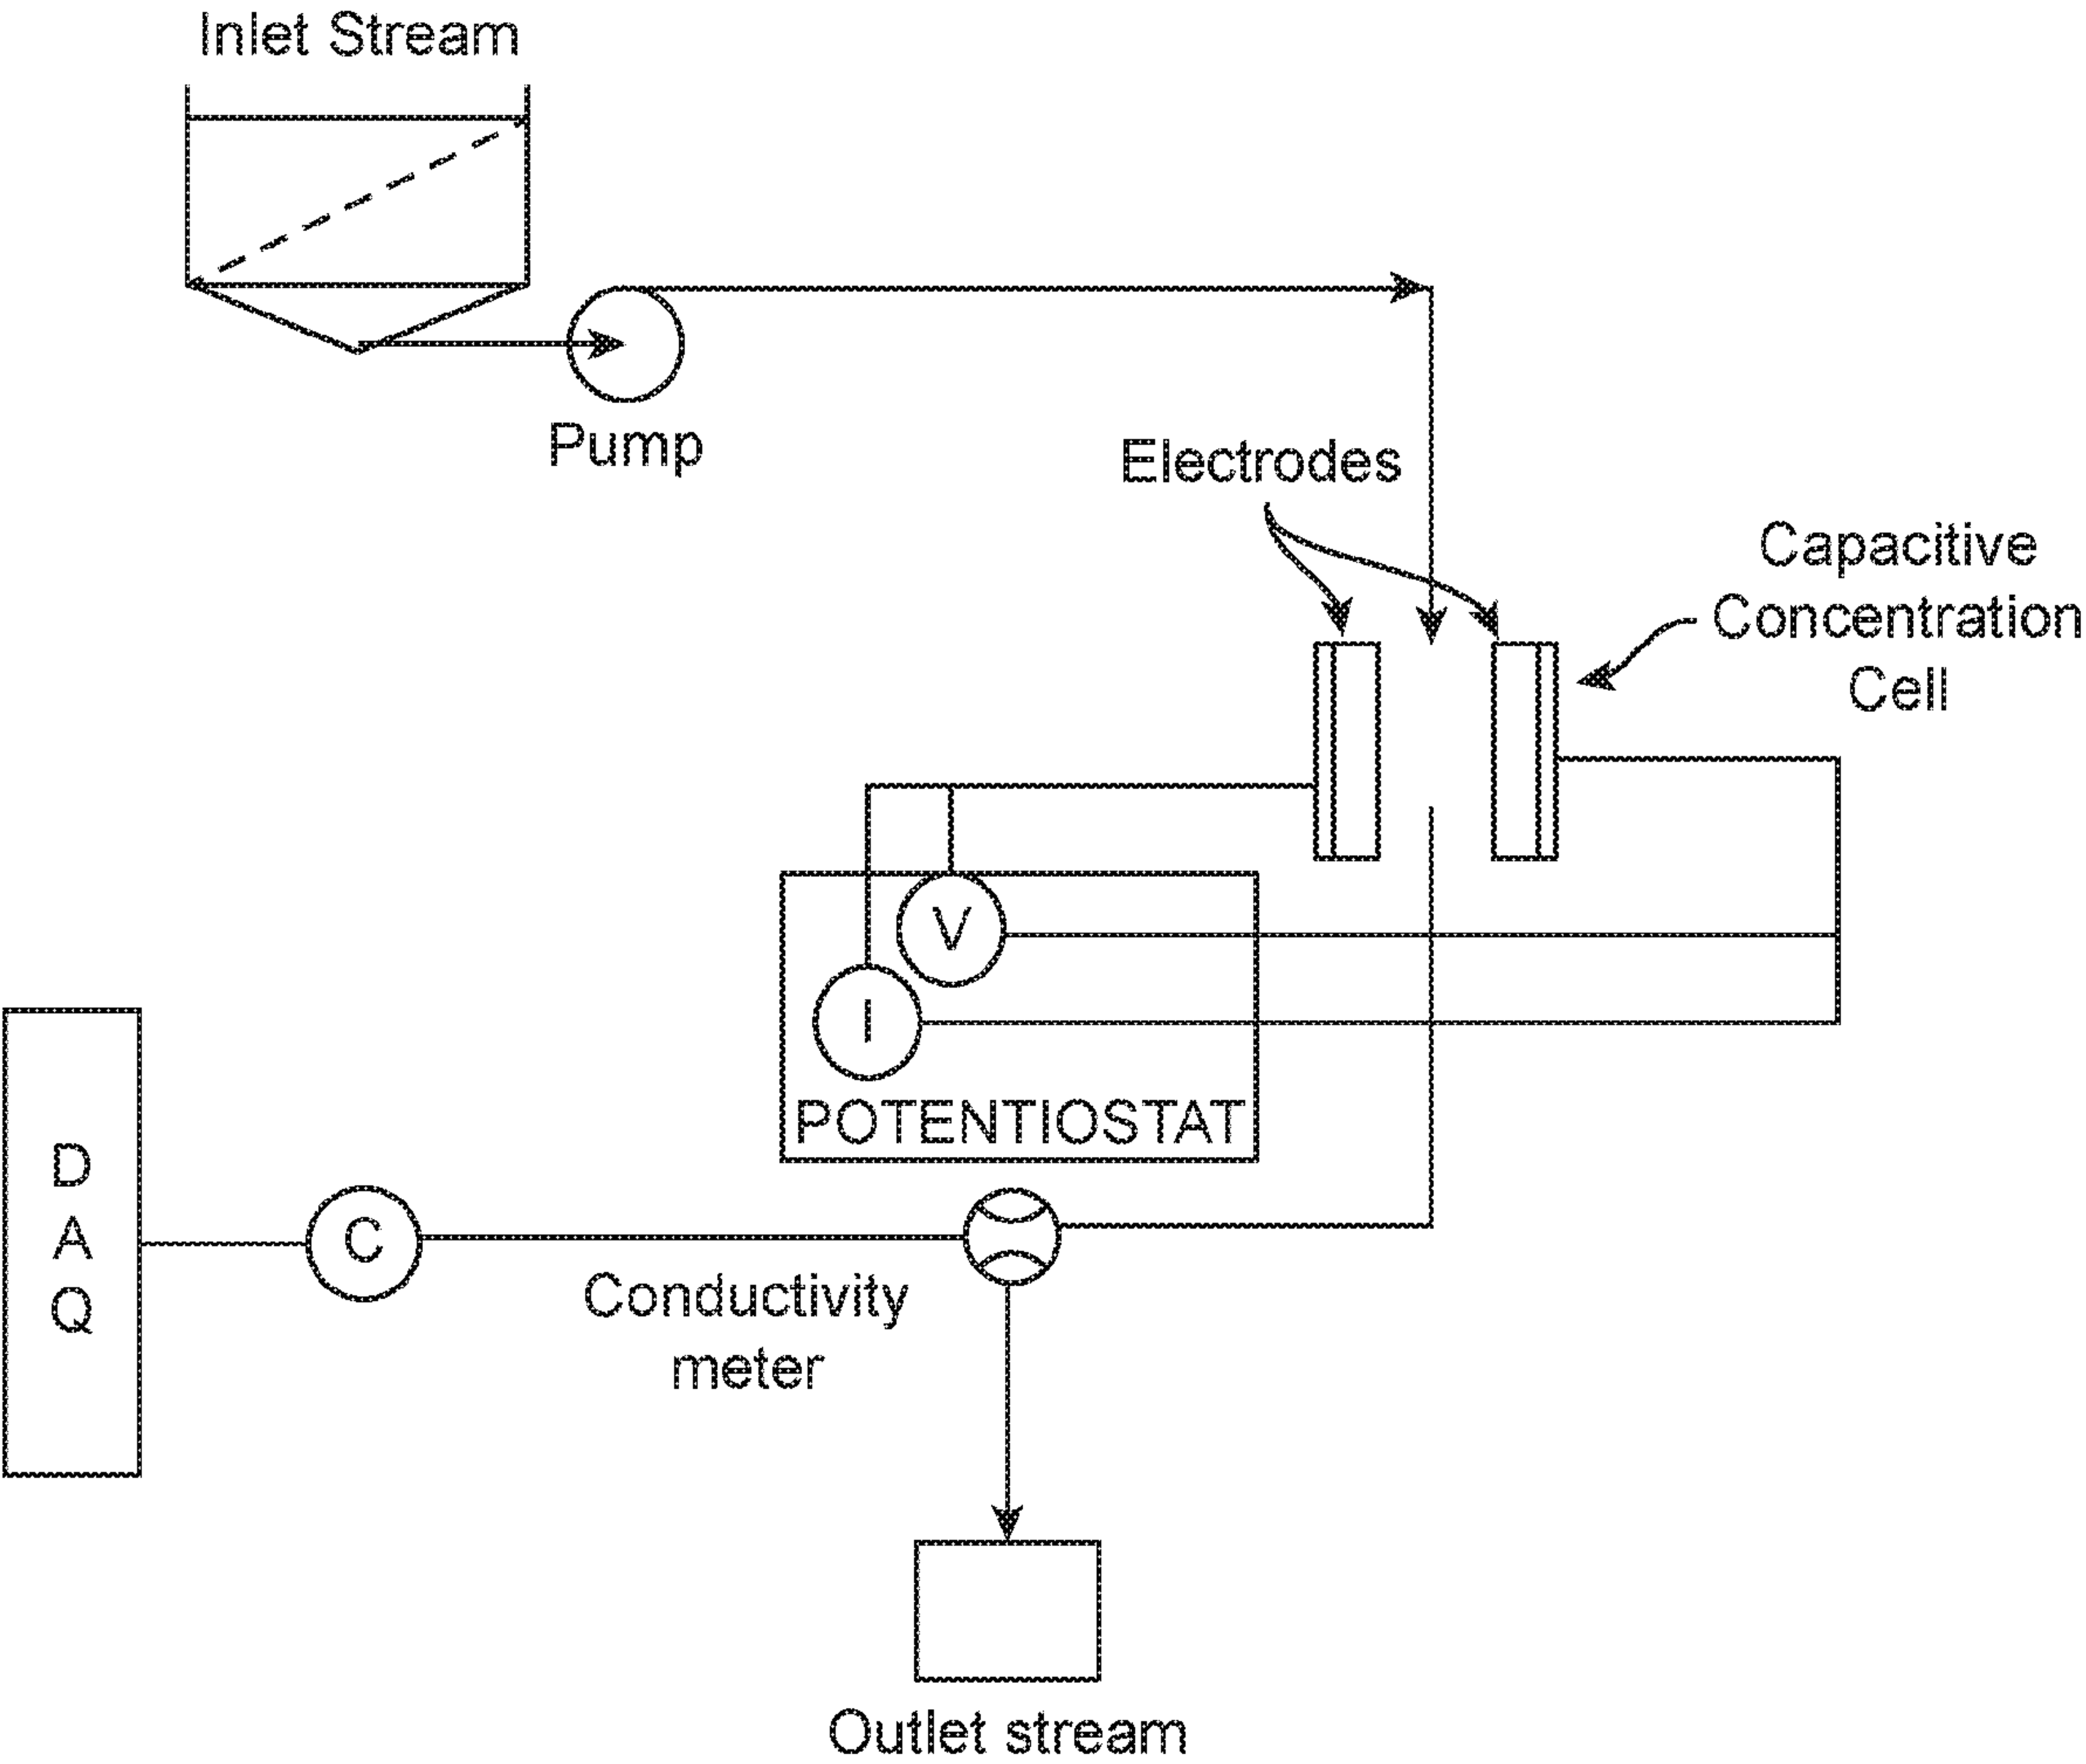 Inlet Stream
Pump
Electrodes
Capacitive
Concentration
Cell
V
I
POTENTIOSTAT
D
A
Q
C
Conductivity
meter
Outlet stream